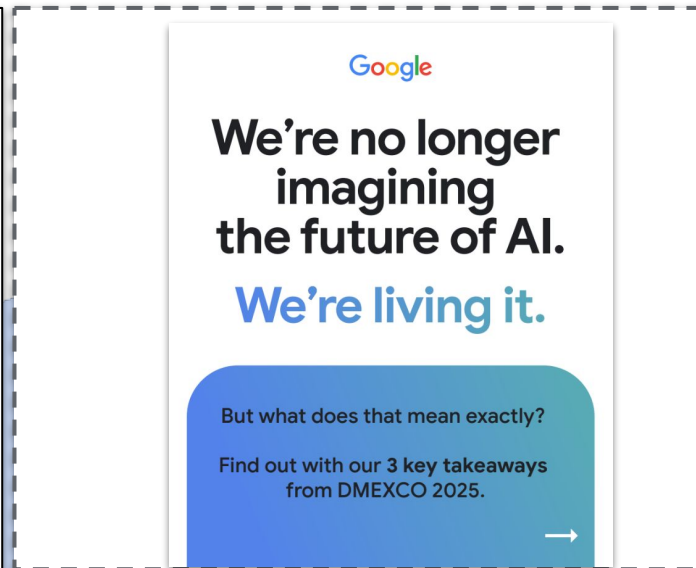 Google
We're no longer
imagining
the future of AI.
We're living it.
But what does that mean exactly?
Find out with our 3 key takeaways
from DMEXCO 2025.